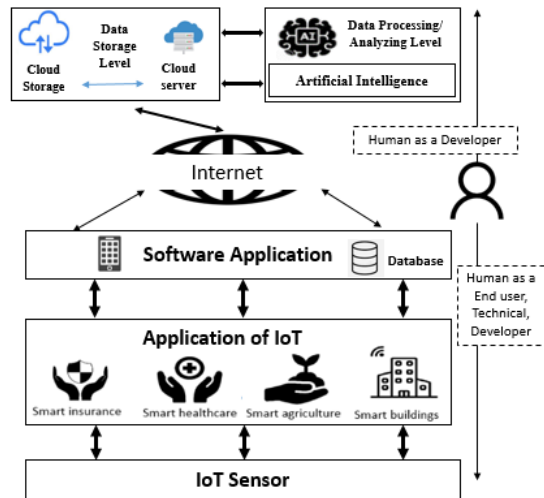 Data
Storage
Level
Cloud
Storage
Cloud
server
Data Processing/
Analyzing Level
AI
Artificial Intelligence
Human as a Developer
Internet
Software Application
Database
Human as a
End user,
Technical,
Developer
Application of IoT
Smart insurance
Smart healthcare
Smart agriculture
Smart buildings
IoT Sensor